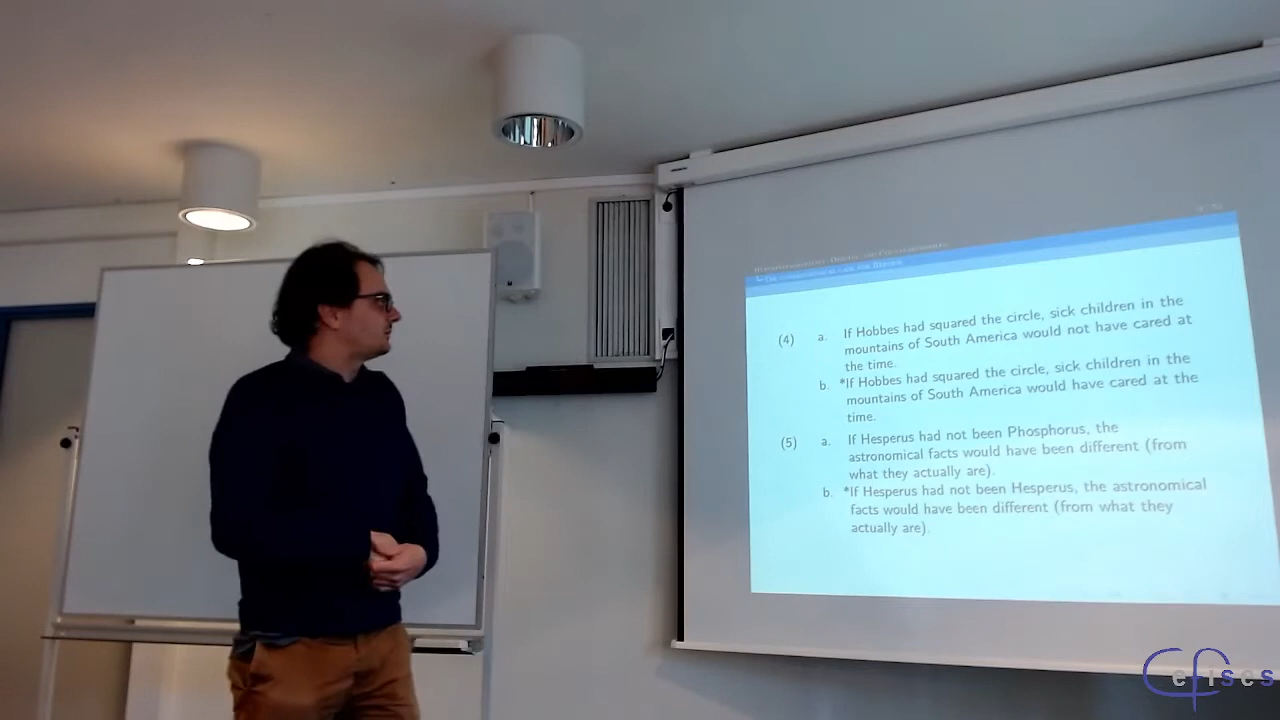 (4) a. If Hobbes had squared the circle, sick children in the
mountains of South America would not have cared at
the time.
b. *If Hobbes had squared the circle, sick children in the
mountains of South America would have cared at the
time.
(5) a. If Hesperus had not been Phosphorus, the
astronomical facts would have been different (from
what they actually are).
b. *If Hesperus had not been Hesperus, the astronomical
facts would have been different (from what they
actually are).
Cefises